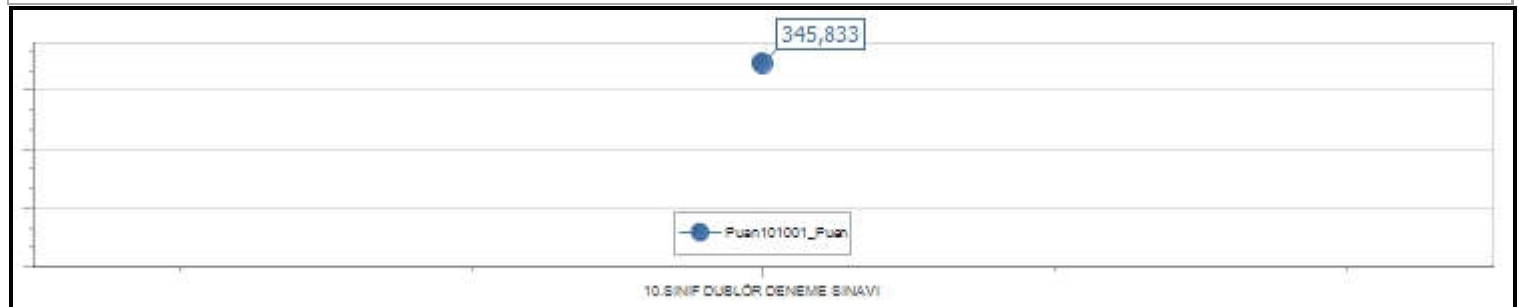 345,833
Puan101001_Puan
10.SINIF DUBLÖR DENEME SINAVI